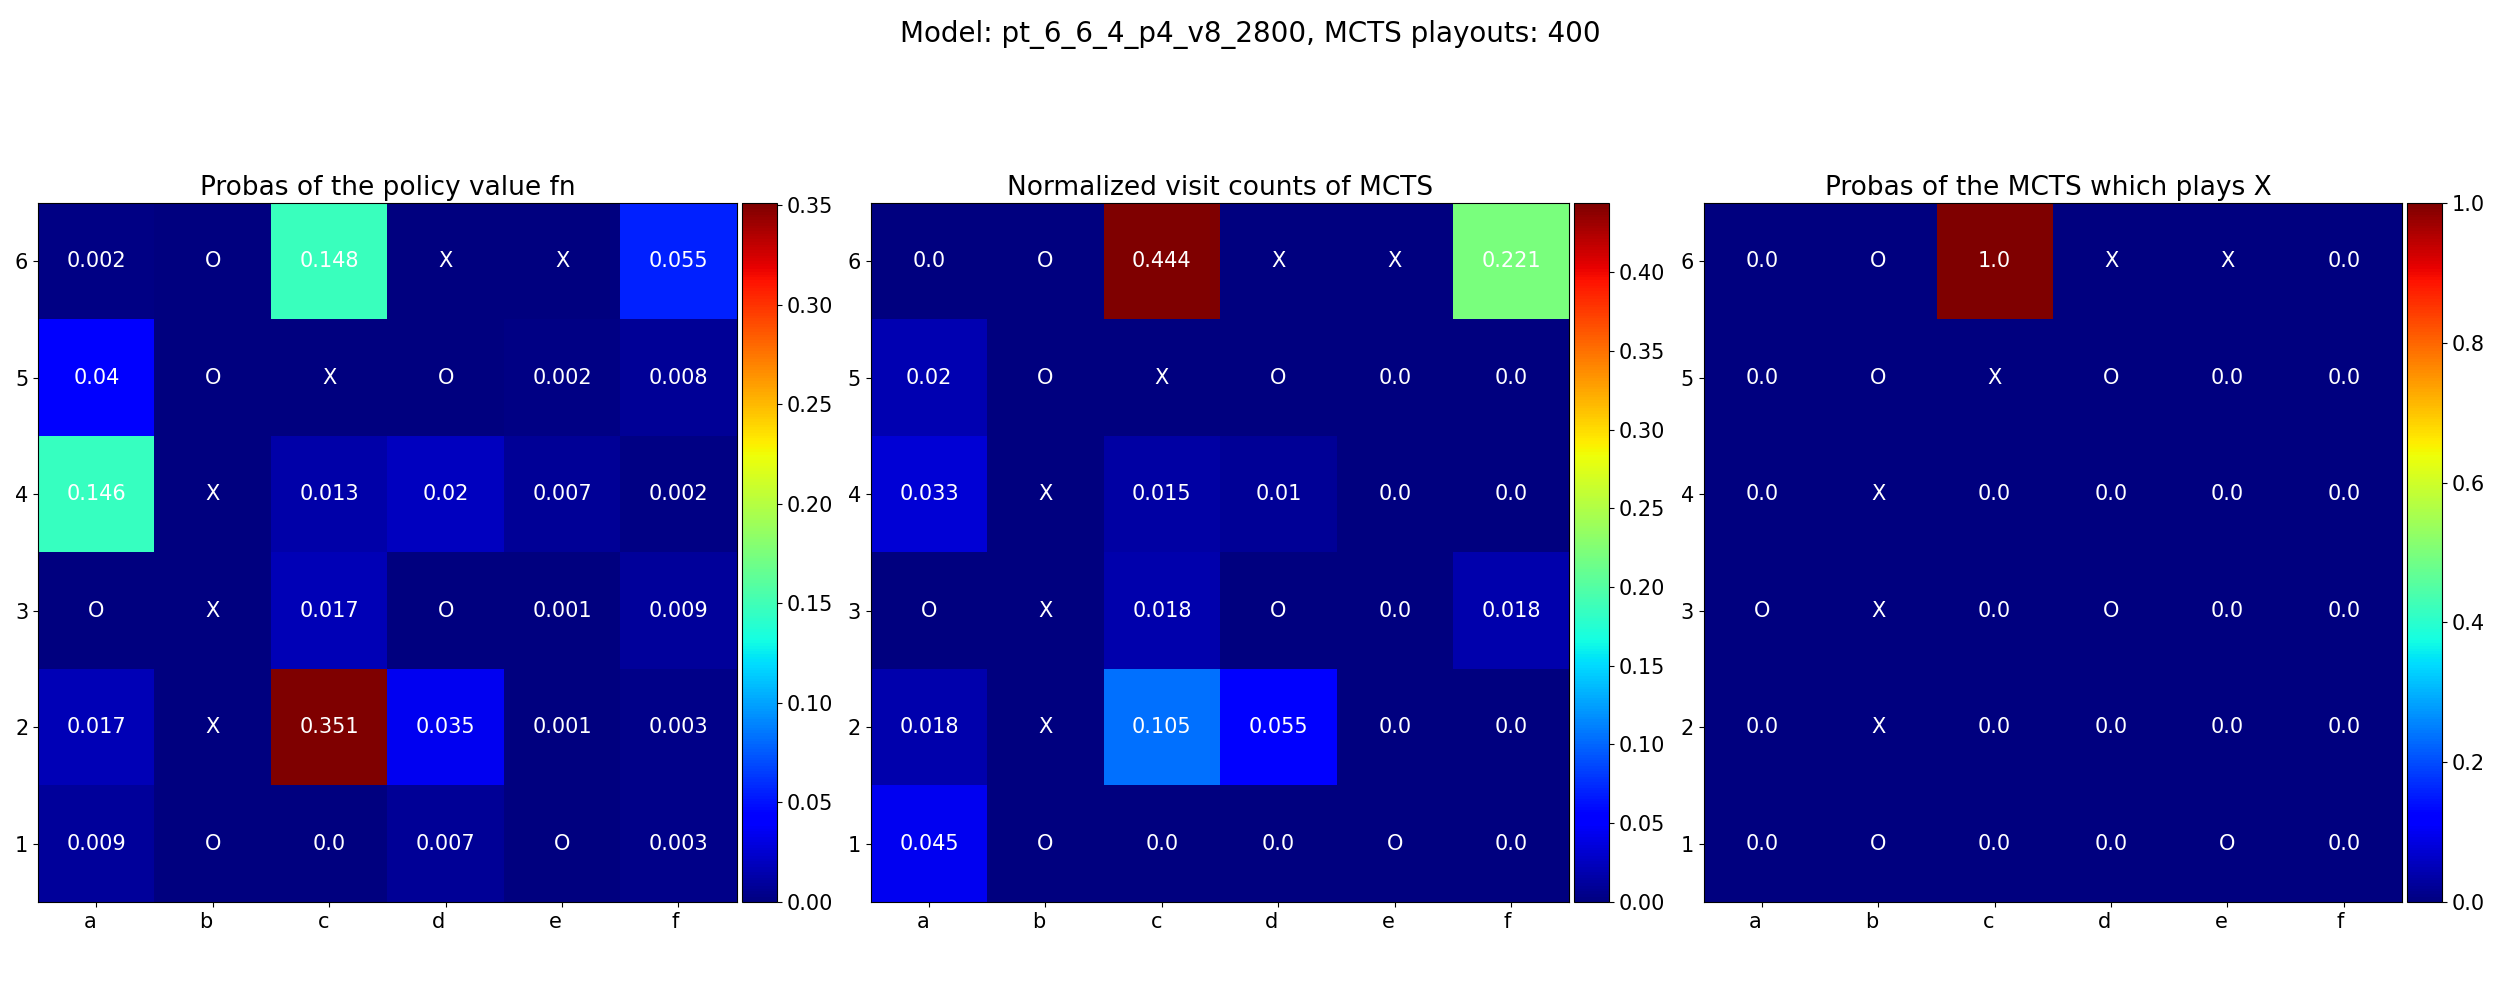 Model: pt_6_6_4_p4_v8_2800, MCTS playouts: 400
Probas of the policy value fn
6 0.002 O 0.148 X X 0.055
5 0.04 O X O 0.002 0.008
4 0.146 X 0.013 0.02 0.007 0.002
3 O X 0.017 O 0.001 0.009
2 0.017 X 0.351 0.035 0.001 0.003
1 0.009 O 0.0 0.007 O 0.003
a b c d e f
0.35
0.30
0.25
0.20
0.15
0.10
0.05
0.00
Normalized visit counts of MCTS
6 0.0 O 0.444 X X 0.221
5 0.02 O X O 0.0 0.0
4 0.033 X 0.015 0.01 0.0 0.0
3 O X 0.018 O 0.0 0.018
2 0.018 X 0.105 0.055 0.0 0.0
1 0.045 O 0.0 0.0 O 0.0
a b c d e f
0.40
0.35
0.30
0.25
0.20
0.15
0.10
0.05
0.00
Probas of the MCTS which plays X
6 0.0 O 1.0 X X 0.0
5 0.0 O X O 0.0 0.0
4 0.0 X 0.0 0.0 0.0 0.0
3 O X 0.0 O 0.0 0.0
2 0.0 X 0.0 0.0 0.0 0.0
1 0.0 O 0.0 0.0 O 0.0
a b c d e f
1.0
0.8
0.6
0.4
0.2
0.0